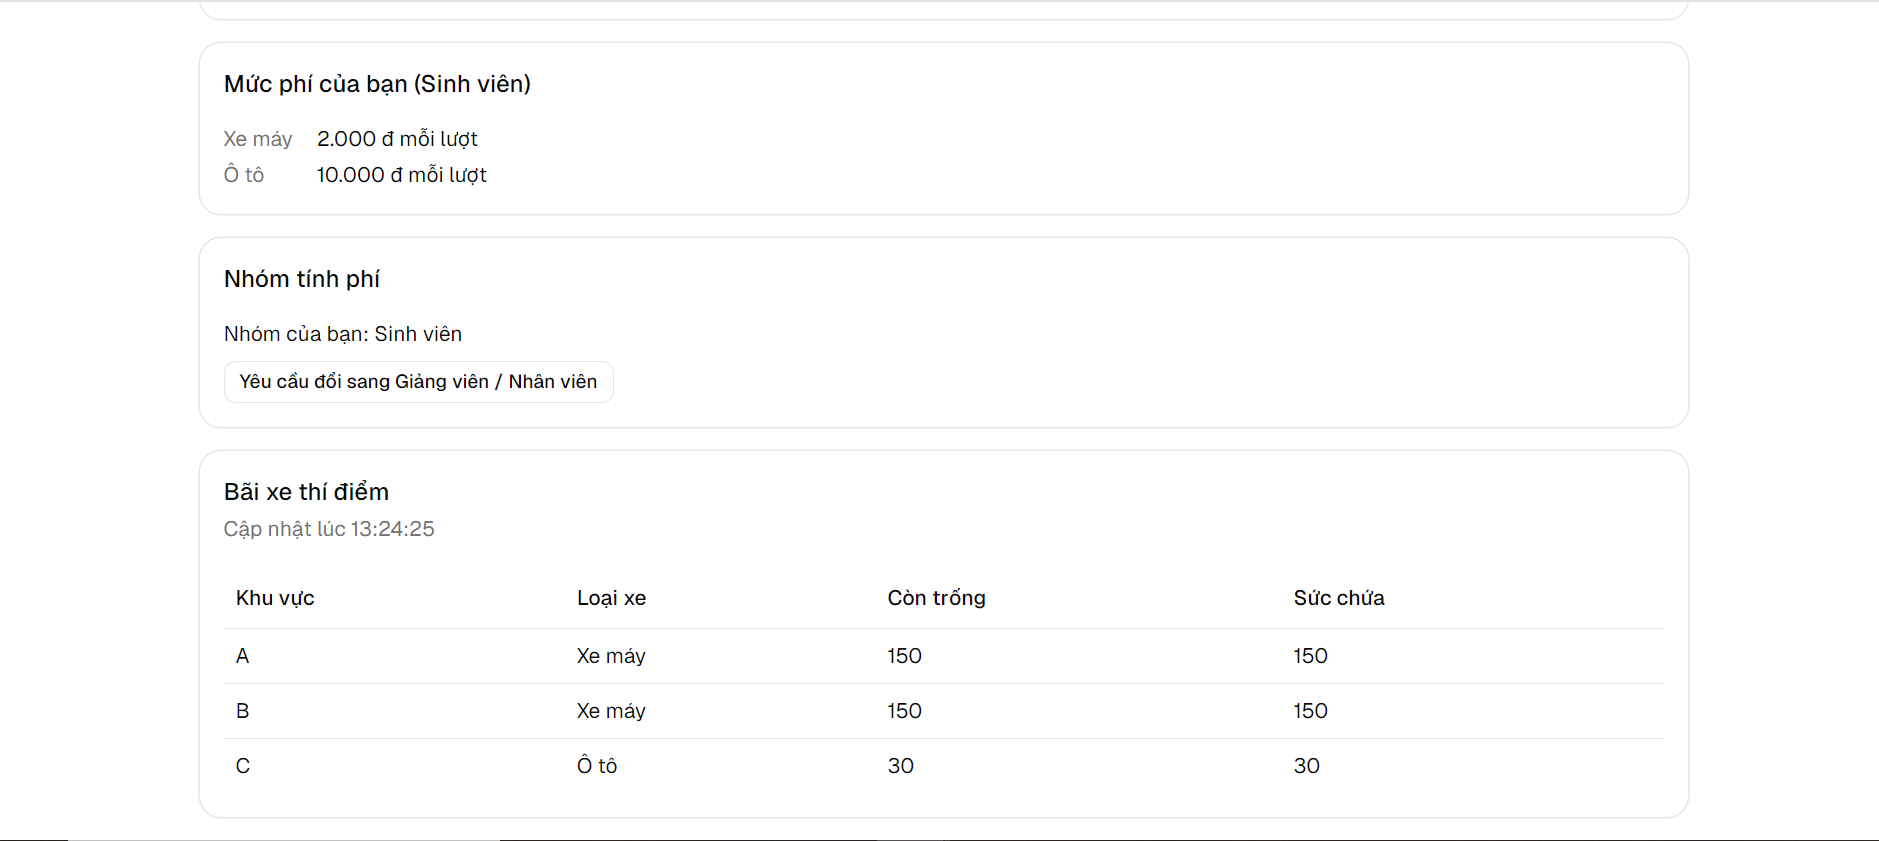 Mức phí của bạn (Sinh viên)
Xe máy 2.000 đ mỗi lượt
Ô tô 10.000 đ mỗi lượt
Nhóm tính phí
Nhóm của bạn: Sinh viên
Yêu cầu đổi sang Giảng viên / Nhân viên
Bãi xe thí điểm
Cập nhật lúc 13:24:25
Khu vực Loại xe Còn trống Sức chứa
A Xe máy 150 150
B Xe máy 150 150
C Ô tô 30 30